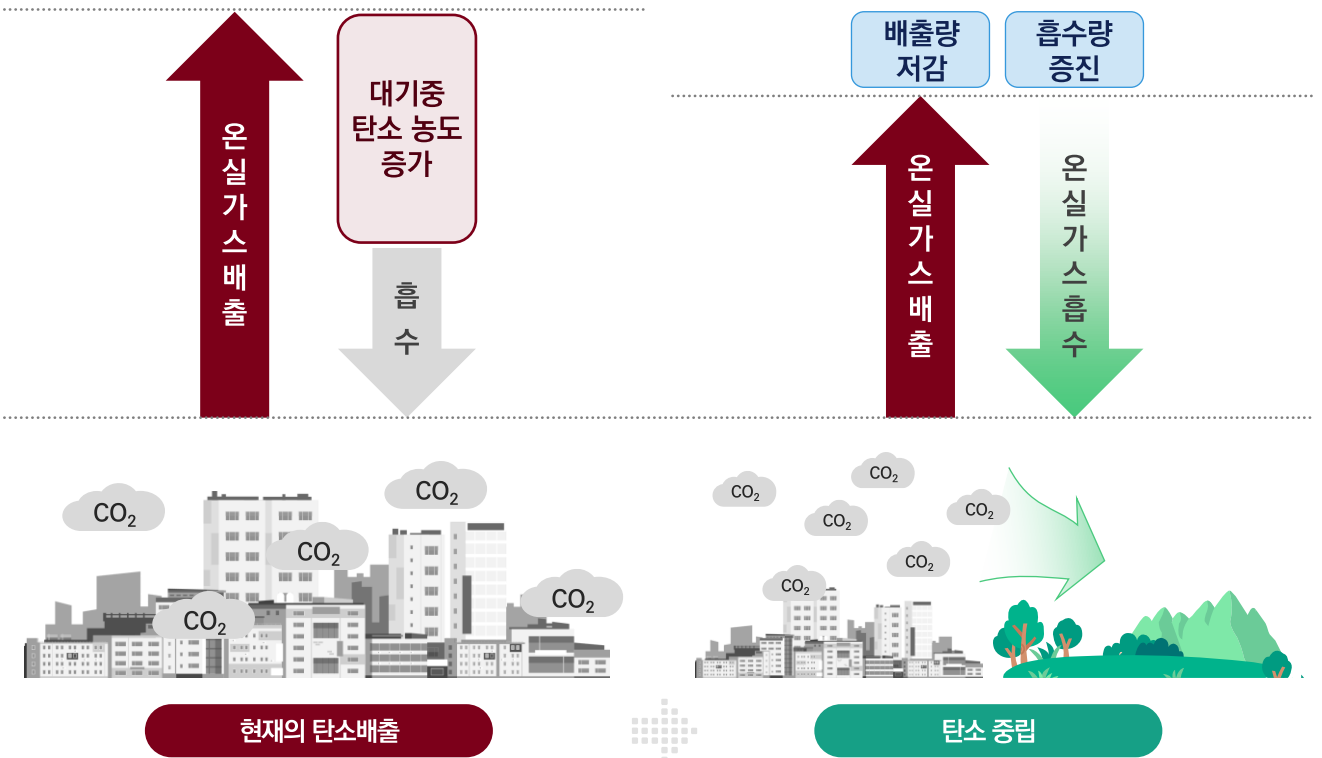 온실가스배출
대기중
탄소 농도
증가
흡수
배출량
저감
흡수량
증진
온실가스배출
온실가스흡수
CO₂
CO₂
CO₂
CO₂
CO₂
CO₂
CO₂
CO₂
CO₂
CO₂
CO₂
현재의 탄소배출
탄소 중립